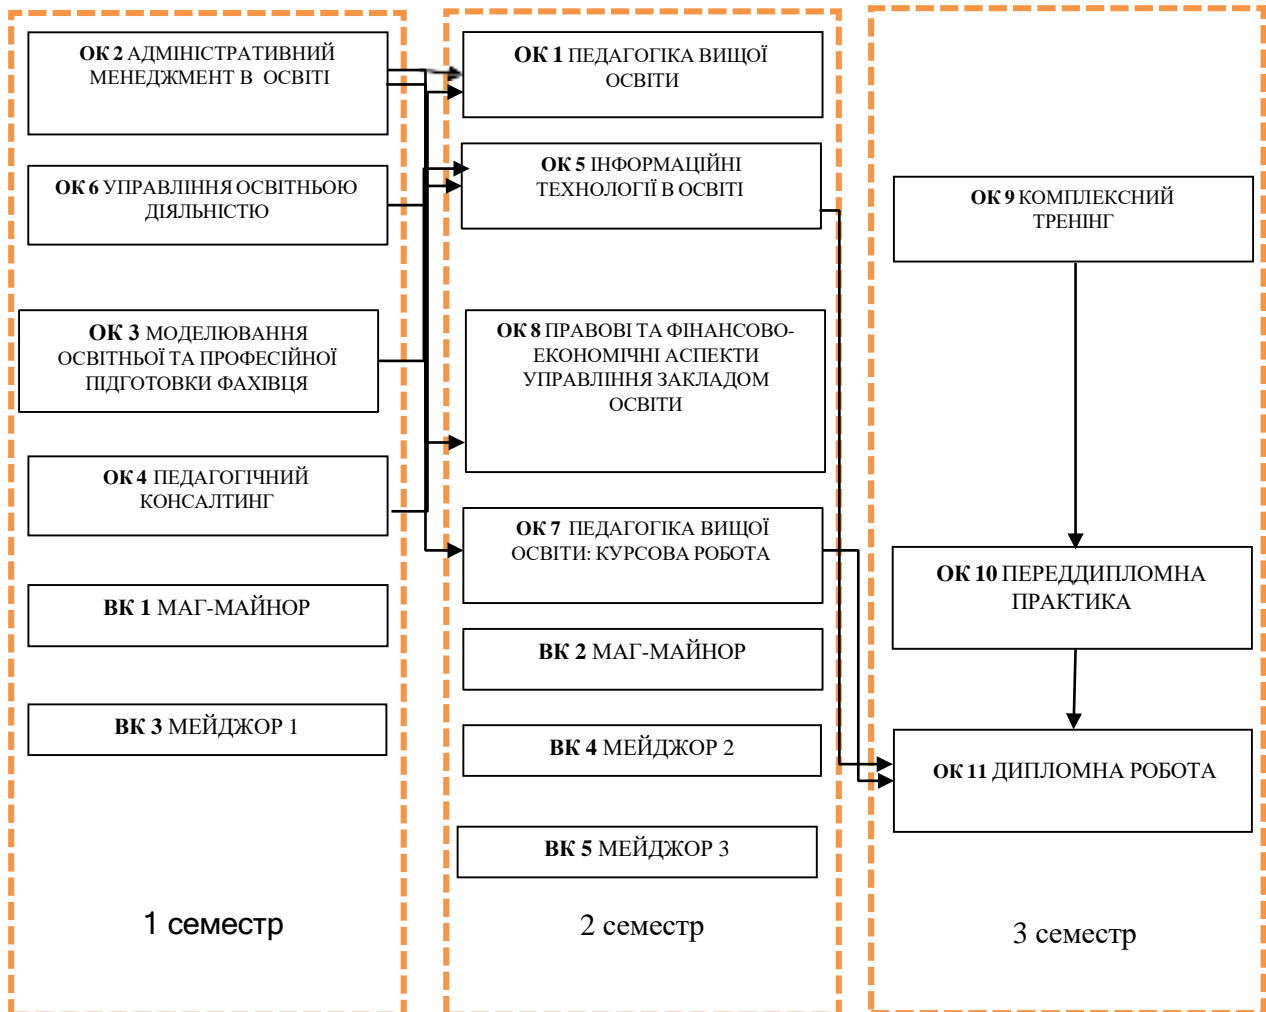 ОК 2 АДМІНІСТРАТИВНИЙ
МЕНЕДЖМЕНТ В ОСВІТІ
ОК 6 УПРАВЛІННЯ ОСВІТНЬОЮ
ДІЯЛЬНІСТЮ
ОК 3 МОДЕЛЮВАННЯ
ОСВІТНЬОЇ ТА ПРОФЕСІЙНОЇ
ПІДГОТОВКИ ФАХІВЦЯ
ОК 4 ПЕДАГОГІЧНИЙ
КОНСАЛТИНГ
ВК 1 МАГ-МАЙНОР
ВК 3 МЕЙДЖОР 1
1 семестр
ОК 1 ПЕДАГОГІКА ВИЩОЇ
ОСВІТИ
ОК 5 ІНФОРМАЦІЙНІ
ТЕХНОЛОГІЇ В ОСВІТІ
ОК 8 ПРАВОВІ ТА ФІНАНСОВО-
ЕКОНОМІЧНІ АСПЕКТИ
УПРАВЛІННЯ ЗАКЛАДОМ
ОСВІТИ
ОК 7 ПЕДАГОГІКА ВИЩОЇ
ОСВІТИ: КУРСОВА РОБОТА
ВК 2 МАГ-МАЙНОР
ВК 4 МЕЙДЖОР 2
ВК 5 МЕЙДЖОР 3
2 семестр
ОК 9 КОМПЛЕКСНИЙ
ТРЕНІНГ
ОК 10 ПЕРЕДДИПЛОМНА
ПРАКТИКА
ОК 11 ДИПЛОМНА РОБОТА
3 семестр